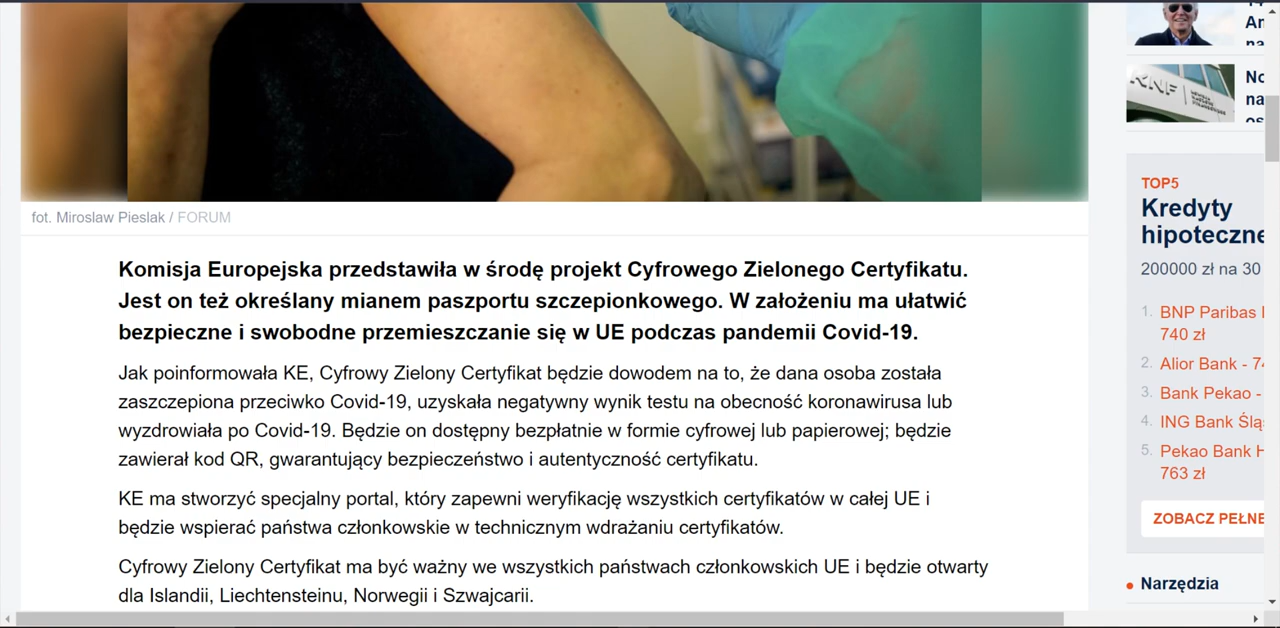 fot. Miroslaw Pieslak / FORUM
Komisja Europejska przedstawiła w środę projekt Cyfrowego Zielonego Certyfikatu.
Jest on też określany mianem paszportu szczepionkowego. W założeniu ma ułatwić
bezpieczne i swobodne przemieszczanie się w UE podczas pandemii Covid-19.
Jak poinformowała KE, Cyfrowy Zielony Certyfikat będzie dowodem na to, że dana osoba została
zaszczepiona przeciwko Covid-19, uzyskała negatywny wynik testu na obecność koronawirusa lub
wyzdrowiała po Covid-19. Będzie on dostępny bezpłatnie w formie cyfrowej lub papierowej; będzie
zawierał kod QR, gwarantujący bezpieczeństwo i autentyczność certyfikatu.
KE ma stworzyć specjalny portal, który zapewni weryfikację wszystkich certyfikatów w całej UE i
będzie wspierać państwa członkowskie w technicznym wdrażaniu certyfikatów.
Cyfrowy Zielony Certyfikat ma być ważny we wszystkich państwach członkowskich UE i będzie otwarty
dla Islandii, Liechtensteinu, Norwegii i Szwajcarii.
RNF
TOP5
Kredyty
hipoteczne
200000 zł na 30
1. BNP Paribas
740 zł
2. Alior Bank - 74
3. Bank Pekao -
4. ING BankŚlą
5. Pekao Bank H
763 zł
ZOBACZ PEŁNE
Narzędzia